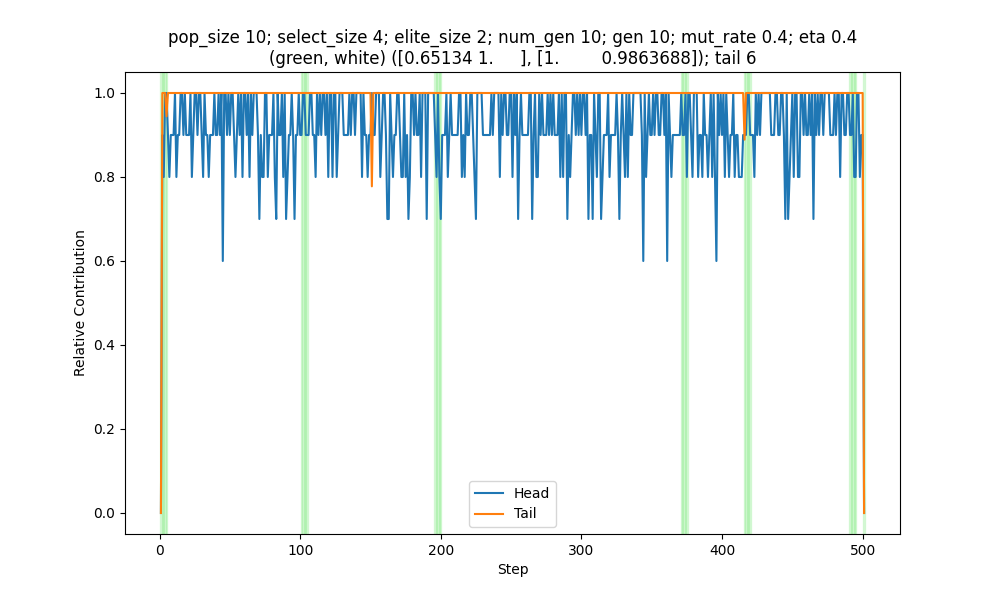 pop_size 10; select_size 4; elite_size 2; num_gen 10; gen 10; mut_rate 0.4; eta 0.4
(green, white) ([0.65134 1.     ], [1.        0.9863688]); tail 6
1.0
0.8
0.6
0.4
0.2
0.0
Relative Contribution
Head
Tail
0 100 200 300 400 500
Step